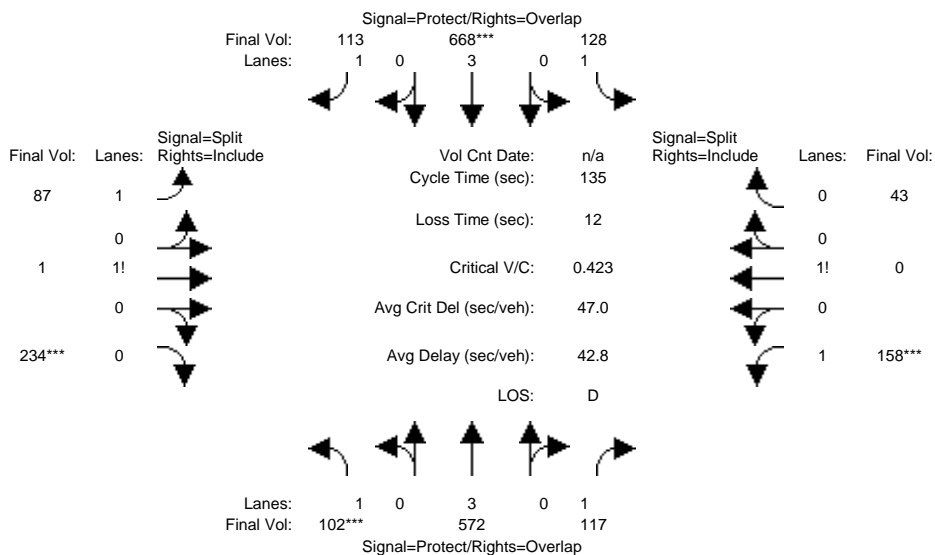 Signal=Protect/Rights=Overlap
Final Vol: 113 668*** 128
Lanes: 1 0 3 0 1
Signal=Split
Final Vol: Lanes: Rights=Include
Vol Cnt Date: n/a
Signal=Split
Rights=Include Lanes: Final Vol:
Cycle Time (sec): 135
87 1
0 43
Loss Time (sec): 12
0
0
1 1!
Critical V/C: 0.423
1! 0
0
Avg Crit Del (sec/veh): 47.0
0
234*** 0
Avg Delay (sec/veh): 42.8
1 158***
LOS: D
Lanes: 1 0 3 0 1
Final Vol: 102*** 572 117
Signal=Protect/Rights=Overlap